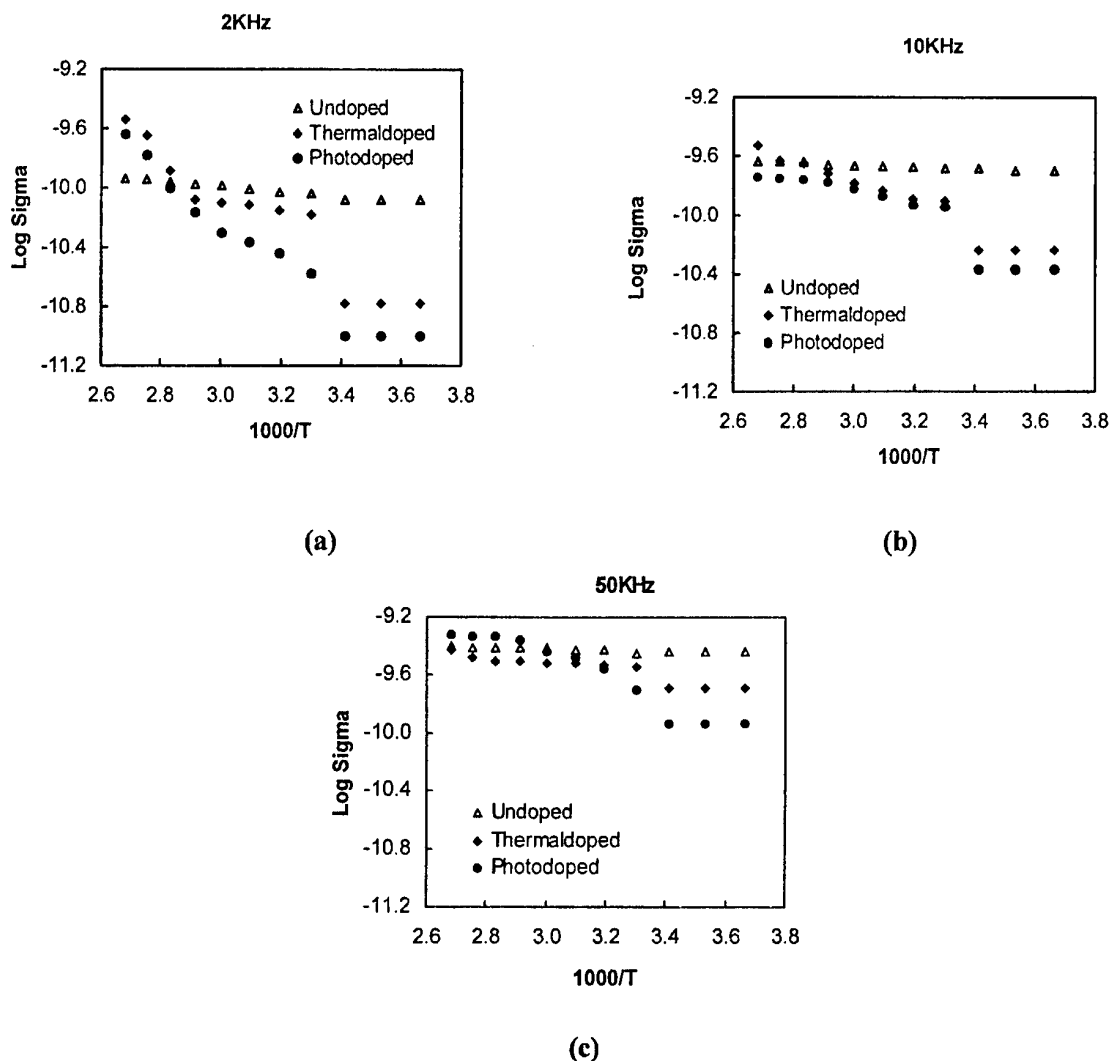 2KHz
-9.2
-9.6
-10.0
-10.4
-10.8
-11.2
Log Sigma
Undoped
Thermaldoped
Photodoped
2.6 2.8 3.0 3.2 3.4 3.6 3.8
1000/T
(a)
10KHz
-9.2
-9.6
-10.0
-10.4
-10.8
-11.2
Log Sigma
Undoped
Thermaldoped
Photodoped
2.6 2.8 3.0 3.2 3.4 3.6 3.8
1000/T
(b)
50KHz
-9.2
-9.6
-10.0
-10.4
-10.8
-11.2
Log Sigma
Undoped
Thermaldoped
Photodoped
2.6 2.8 3.0 3.2 3.4 3.6 3.8
1000/T
(c)